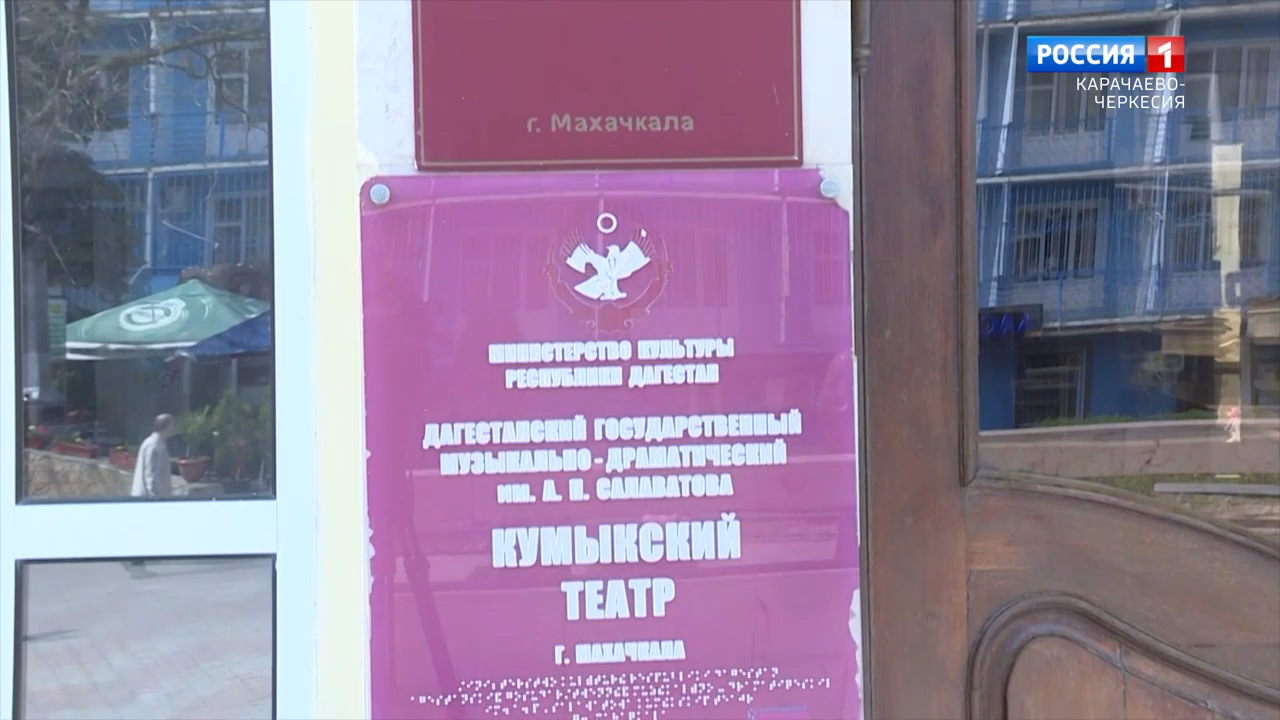 РОССИЯ 1
КАРАЧАЕВО-
ЧЕРКЕСИЯ
г. Махачкала
МИНИСТЕРСТВО КУЛЬТУРЫ
РЕСПУБЛИКИ ДАГЕСТАН
ДАГЕСТАНСКИЙ ГОСУДАРСТВЕННЫЙ
МУЗЫКАЛЬНО-ДРАМАТИЧЕСКИЙ
ИМ. А. П. САЛАВАТОВА
КУМЫКСКИЙ
ТЕАТР
Г. МАХАЧКАЛА